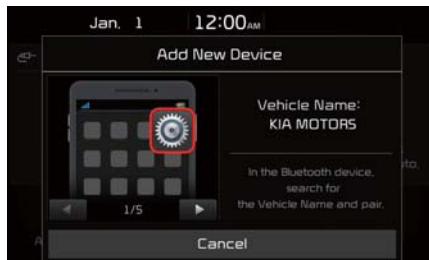 Jan. 1 12:00AM
Add New Device
Vehicle Name:
KIA MOTORS
In the Bluetooth device,
search for
the Vehicle Name and pair.
1/5
Cancel